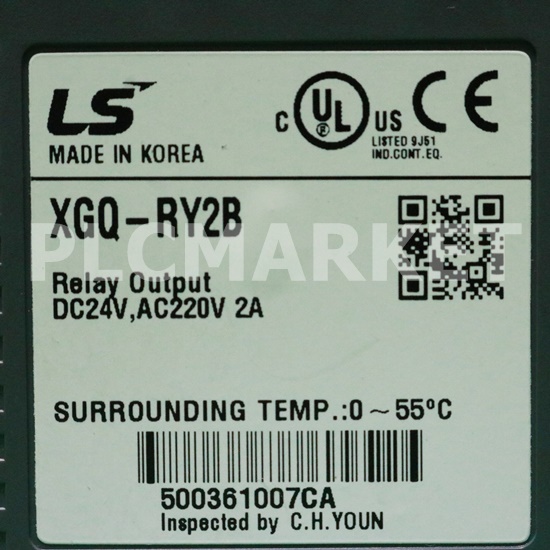 LS
MADE IN KOREA
C UL US CE
®
LISTED 9J51
IND.CONT.EQ.
XGQ-RY2B
PLCMARKET
Relay Output
DC24V,AC220V 2A
SURROUNDING TEMP.:0~55ºC
500361007CA
Inspected by C.H.YOUN